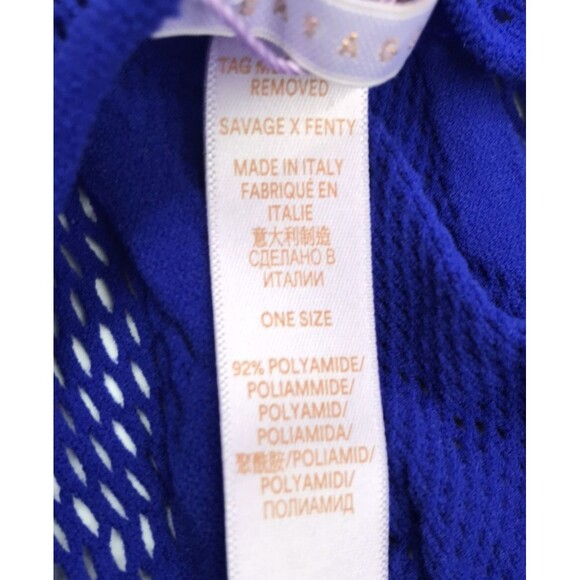 TAG
REMOVED
SAVAGE X FENTY
MADE IN ITALY
FABRIQUÉ EN
ITALIE
意大利制造
СДЕЛАНО В
ИТАЛИИ
ONE SIZE
92% POLYAMIDE/
POLIAMMIDE/
POLYAMID/
POLIAMIDA/
聚酰胺/POLIAMID/
POLYAMIDI/
ПОЛИАМИД